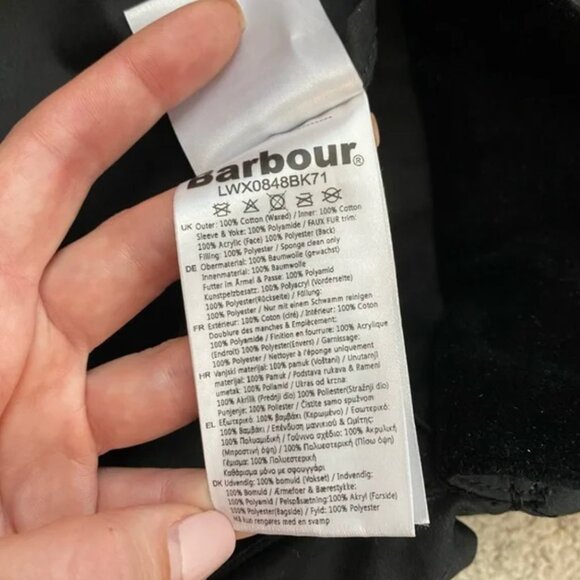 Barbour®
LWX0848BK71
UK Outer: 100% Cotton (Waxed) / Inner: 100% Cotton
Sleeve & Yoke: 100% Polyamide / FAUX FUR trim:
100% Acrylic (Face) 100% Polyester (Back)
Filling: 100% Polyester / Sponge clean only
DE Obermaterial: 100% Baumwolle (gewachst)
Innenmaterial: 100% Baumwolle
Futter im Ärmel & Passe: 100% Polyamid
Kunstpelzbesatz: 100% Polyacryl (Vorderseite)
100% Polyester(Rückseite) / Füllung:
100% Polyester / Nur mit einem Schwamm reinigen
FR Extérieur: 100% Coton (ciré) / Intérieur: 100% Coton
Doublure des manches & Empiècement:
100% Polyamide / Finition en fourrure: 100% Acrylique
(Endroit) 100% Polyester(Envers) / Garnissage:
100% Polyester / Nettoyer à l'éponge uniquement
HR Vanjski materijal: 100% pamuk (Voštani) / Unutarnji
materijal: 100% pamuk / Podstava rukava & Rameni
umetak: 100% Poliamid / Ukras od krzna:
100% Akrilik (Prednji dio) 100% Poliester(Stražnji dio)
Punjenje: 100% Poliester / Čistite samo spužvom
EL Εξωτερικό: 100% Βαμβάκι (Κερωμένο) / Εσωτερικό:
100% Βαμβάκι / Επένδυση μανικιού & Ωμίτης:
100% Πολυαμιδική / Γούνινο σχέδιο: 100% Ακρυλική
(Μπροστινή όψη) / 100% Πολυεστερική (Πίσω όψη)
Γέμισμα: 100% Πολυεστερική
Καθάρισμα μόνο με σφουγγάρι
DK Udvendig: 100% bomuld (Vokset) / Indvendig:
100% Bomuld / Ærmefoer & Bærestykke:
100% Polyamid / Pelspåsætning:100% Akryl (Forside)
100% Polyester(Bagside) / Fyld: 100% Polyester
Må kun rengøres med en svamp